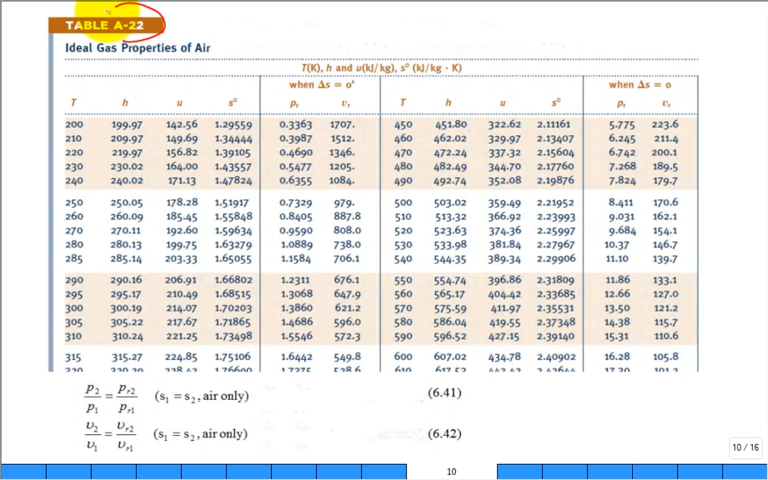 TABLE A-22
Ideal Gas Properties of Air
T(K), h and u(kJ/kg), s° (kJ/kg · K)
when Δs = 0¹ when Δs = 0
T h u s° pᵣ υᵣ T h u s° pᵣ υᵣ
200 199.97 142.56 1.29559 0.3363 1707. 450 451.80 322.62 2.11161 5.775 223.6
210 209.97 149.69 1.34444 0.3987 1512. 460 462.02 329.97 2.13407 6.245 211.4
220 219.97 156.82 1.39105 0.4690 1346. 470 472.24 337.32 2.15604 6.742 200.1
230 230.02 164.00 1.43557 0.5477 1205. 480 482.49 344.70 2.17760 7.268 189.5
240 240.02 171.13 1.47824 0.6355 1084. 490 492.74 352.08 2.19876 7.824 179.7
250 250.05 178.28 1.51917 0.7329 979. 500 503.02 359.49 2.21952 8.411 170.6
260 260.09 185.45 1.55848 0.8405 887.8 510 513.32 366.92 2.23993 9.031 162.1
270 270.11 192.60 1.59634 0.9590 808.0 520 523.63 374.36 2.25997 9.684 154.1
280 280.13 199.75 1.63279 1.0889 738.0 530 533.98 381.84 2.27967 10.37 146.7
285 285.14 203.33 1.65055 1.1584 706.1 540 544.35 389.34 2.29906 11.10 139.7
290 290.16 206.91 1.66802 1.2311 676.1 550 554.74 396.86 2.31809 11.86 133.1
295 295.17 210.49 1.68515 1.3068 647.9 560 565.17 404.42 2.33685 12.66 127.0
300 300.19 214.07 1.70203 1.3860 621.2 570 575.59 411.97 2.35531 13.50 121.2
305 305.22 217.67 1.71865 1.4686 596.0 580 586.04 419.55 2.37348 14.38 115.7
310 310.24 221.25 1.73498 1.5546 572.3 590 596.52 427.15 2.39140 15.31 110.6
315 315.27 224.85 1.75106 1.6442 549.8 600 607.02 434.78 2.40902 16.28 105.8
p₂/p₁ = pᵣ₂/pᵣ₁ (s₁ = s₂, air only) (6.41)
υ₂/υ₁ = υᵣ₂/υᵣ₁ (s₁ = s₂, air only) (6.42)
10 / 16
10